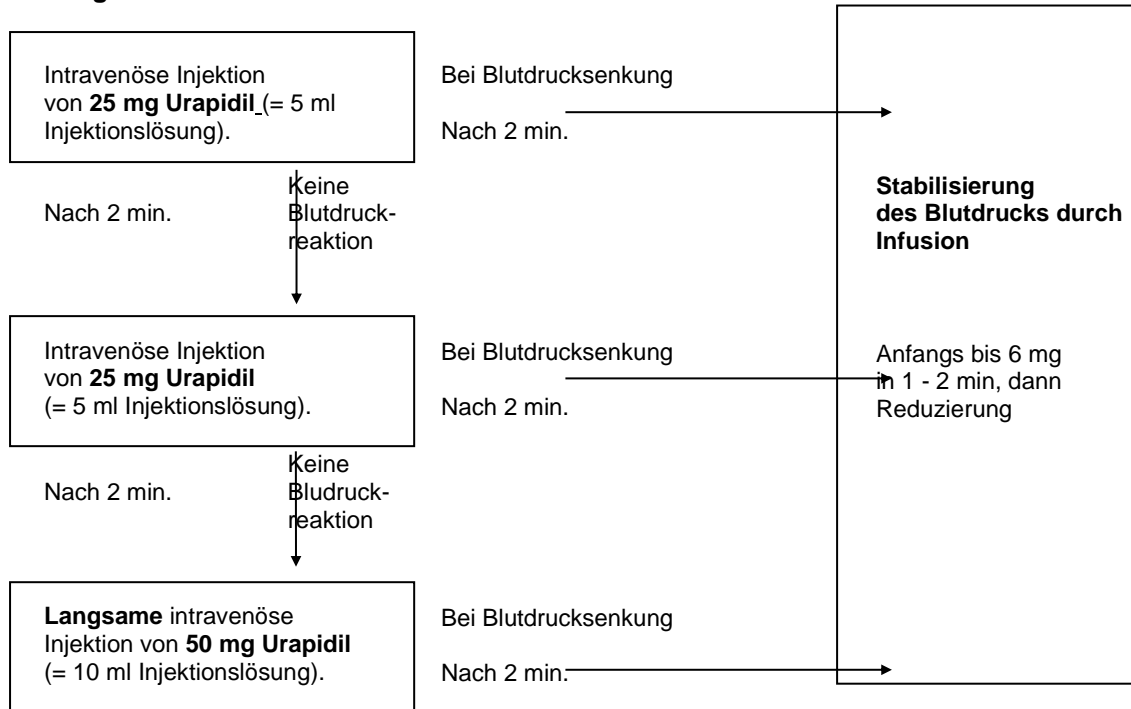 Intravenöse Injektion
von 25 mg Urapidil (= 5 ml
Injektionslösung).
Bei Blutdrucksenkung
Nach 2 min.
Nach 2 min.
Keine
Blutdruck-
reaktion
Stabilisierung
des Blutdrucks durch
Infusion
Intravenöse Injektion
von 25 mg Urapidil
(= 5 ml Injektionslösung).
Bei Blutdrucksenkung
Nach 2 min.
Anfangs bis 6 mg
in 1 - 2 min, dann
Reduzierung
Nach 2 min.
Keine
Bludruck-
reaktion
Langsame intravenöse
Injektion von 50 mg Urapidil
(= 10 ml Injektionslösung).
Bei Blutdrucksenkung
Nach 2 min.